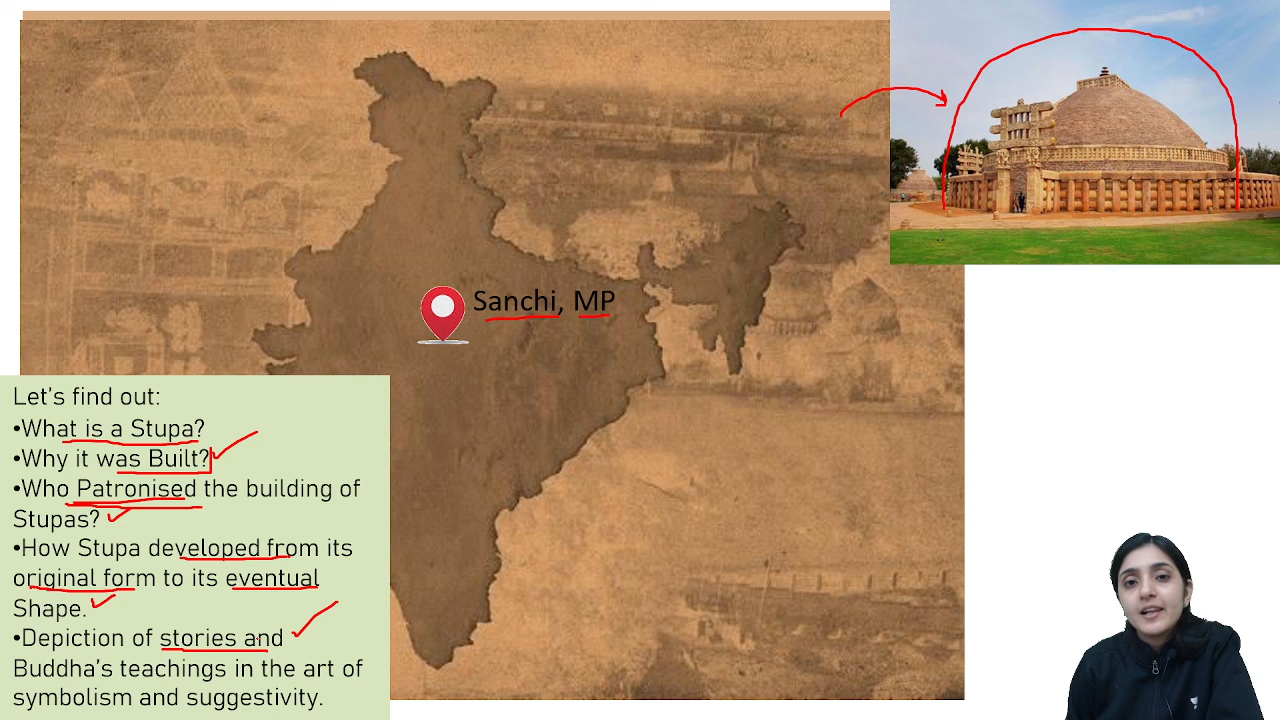 Sanchi, MP
Let's find out:
•What is a Stupa?
•Why it was Built?
•Who Patronised the building of
Stupas?
•How Stupa developed from its
original form to its eventual
Shape.
•Depiction of stories and
Buddha's teachings in the art of
symbolism and suggestivity.